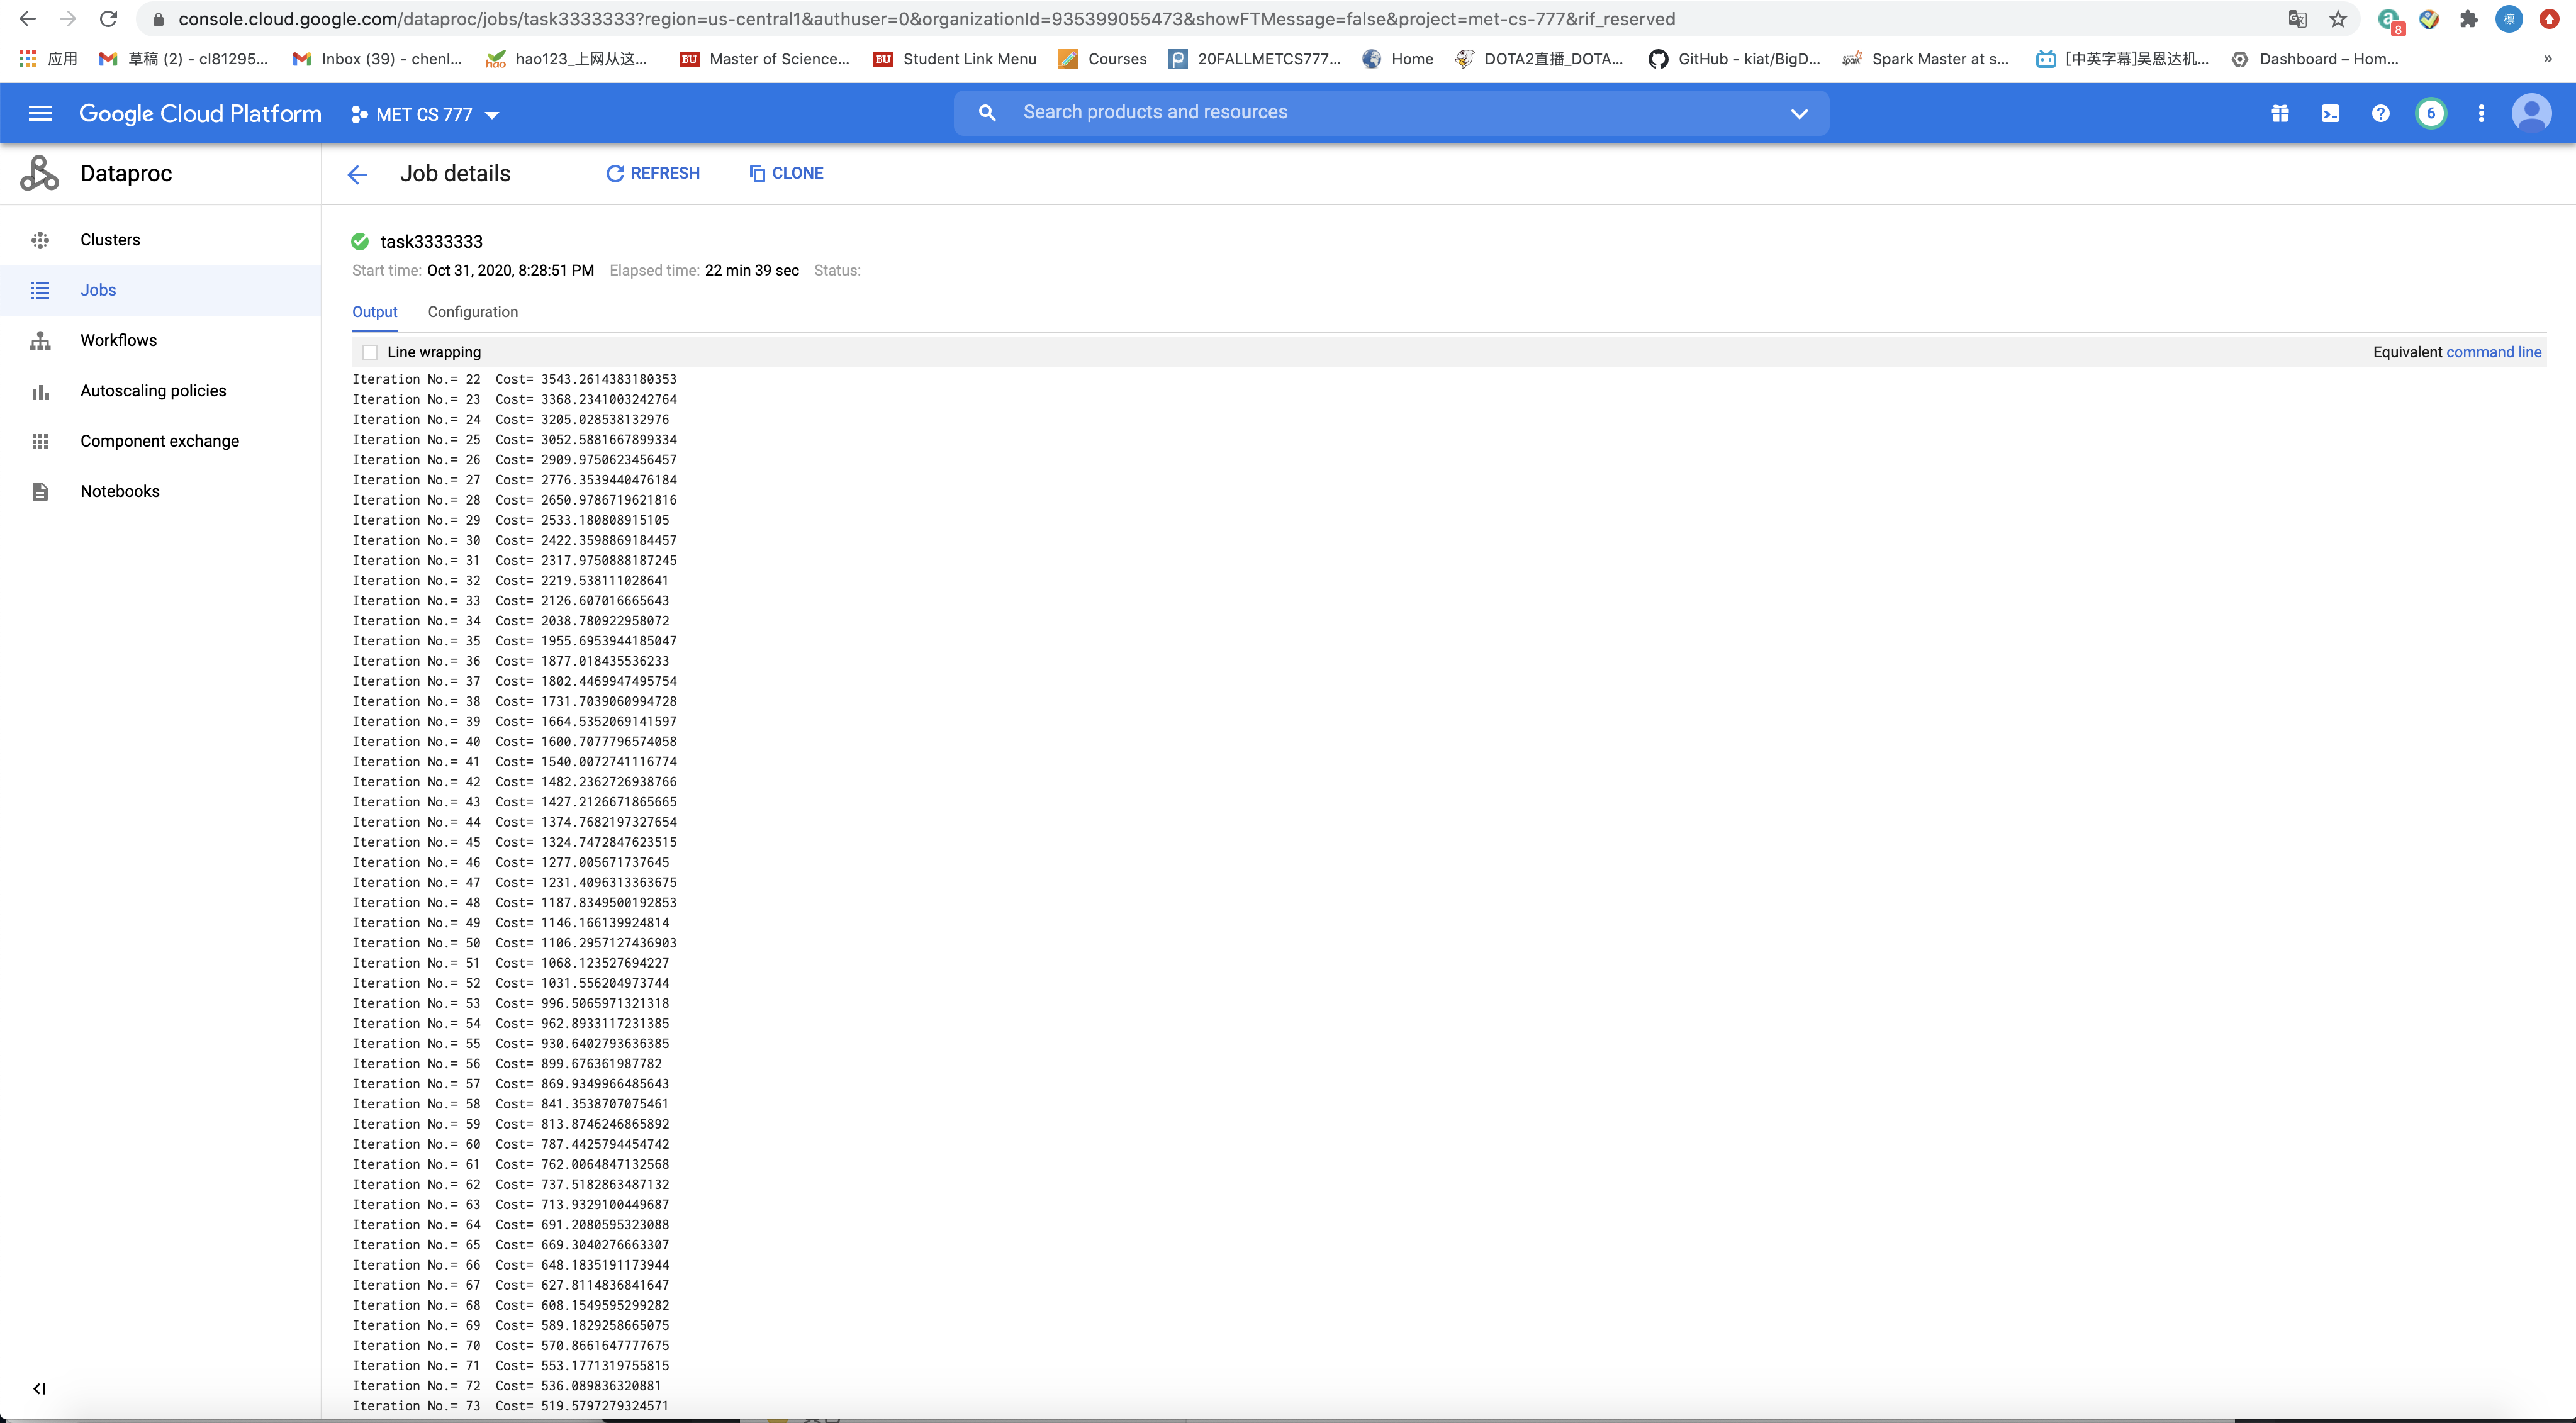 console.cloud.google.com/dataproc/jobs/task3333333?region=us-central1&authuser=0&organizationId=935399055473&showFTMessage=false&project=met-cs-777&rif_reserved
8
檩
应用 草稿 (2) - cl81295... Inbox (39) - chenl... hao123_上网从这... BU Master of Science... BU Student Link Menu Courses 20FALLMETCS777... Home DOTA2直播_DOTA... GitHub - kiat/BigD... Spark Master at s... [中英字幕]吴恩达机... Dashboard – Hom... »
Google Cloud Platform MET CS 777 Search products and resources 6
Dataproc
Job details REFRESH CLONE
Clusters
Jobs
Workflows
Autoscaling policies
Component exchange
Notebooks
task3333333
Start time: Oct 31, 2020, 8:28:51 PM Elapsed time: 22 min 39 sec Status:
Output Configuration
Line wrapping Equivalent command line
Iteration No.= 22 Cost= 3543.2614383180353
Iteration No.= 23 Cost= 3368.2341003242764
Iteration No.= 24 Cost= 3205.028538132976
Iteration No.= 25 Cost= 3052.5881667899334
Iteration No.= 26 Cost= 2909.9750623456457
Iteration No.= 27 Cost= 2776.3539440476184
Iteration No.= 28 Cost= 2650.9786719621816
Iteration No.= 29 Cost= 2533.180808915105
Iteration No.= 30 Cost= 2422.3598869184457
Iteration No.= 31 Cost= 2317.9750888187245
Iteration No.= 32 Cost= 2219.538111028641
Iteration No.= 33 Cost= 2126.607016665643
Iteration No.= 34 Cost= 2038.780922958072
Iteration No.= 35 Cost= 1955.6953944185047
Iteration No.= 36 Cost= 1877.018435536233
Iteration No.= 37 Cost= 1802.4469947495754
Iteration No.= 38 Cost= 1731.7039060994728
Iteration No.= 39 Cost= 1664.5352069141597
Iteration No.= 40 Cost= 1600.7077796574058
Iteration No.= 41 Cost= 1540.0072741116774
Iteration No.= 42 Cost= 1482.2362726938766
Iteration No.= 43 Cost= 1427.2126671865665
Iteration No.= 44 Cost= 1374.7682197327654
Iteration No.= 45 Cost= 1324.7472847623515
Iteration No.= 46 Cost= 1277.005671737645
Iteration No.= 47 Cost= 1231.4096313363675
Iteration No.= 48 Cost= 1187.8349500192853
Iteration No.= 49 Cost= 1146.166139924814
Iteration No.= 50 Cost= 1106.2957127436903
Iteration No.= 51 Cost= 1068.123527694227
Iteration No.= 52 Cost= 1031.556204973744
Iteration No.= 53 Cost= 996.5065971321318
Iteration No.= 54 Cost= 962.8933117231385
Iteration No.= 55 Cost= 930.6402793636385
Iteration No.= 56 Cost= 899.676361987782
Iteration No.= 57 Cost= 869.9349966485643
Iteration No.= 58 Cost= 841.3538707075461
Iteration No.= 59 Cost= 813.8746246865892
Iteration No.= 60 Cost= 787.4425794454742
Iteration No.= 61 Cost= 762.0064847132568
Iteration No.= 62 Cost= 737.5182863487132
Iteration No.= 63 Cost= 713.9329100449687
Iteration No.= 64 Cost= 691.2080595323088
Iteration No.= 65 Cost= 669.3040276663307
Iteration No.= 66 Cost= 648.1835191173944
Iteration No.= 67 Cost= 627.8114836841647
Iteration No.= 68 Cost= 608.1549595299282
Iteration No.= 69 Cost= 589.1829258665075
Iteration No.= 70 Cost= 570.8661647777675
Iteration No.= 71 Cost= 553.1771319755815
Iteration No.= 72 Cost= 536.089836320881
Iteration No.= 73 Cost= 519.5797279324571